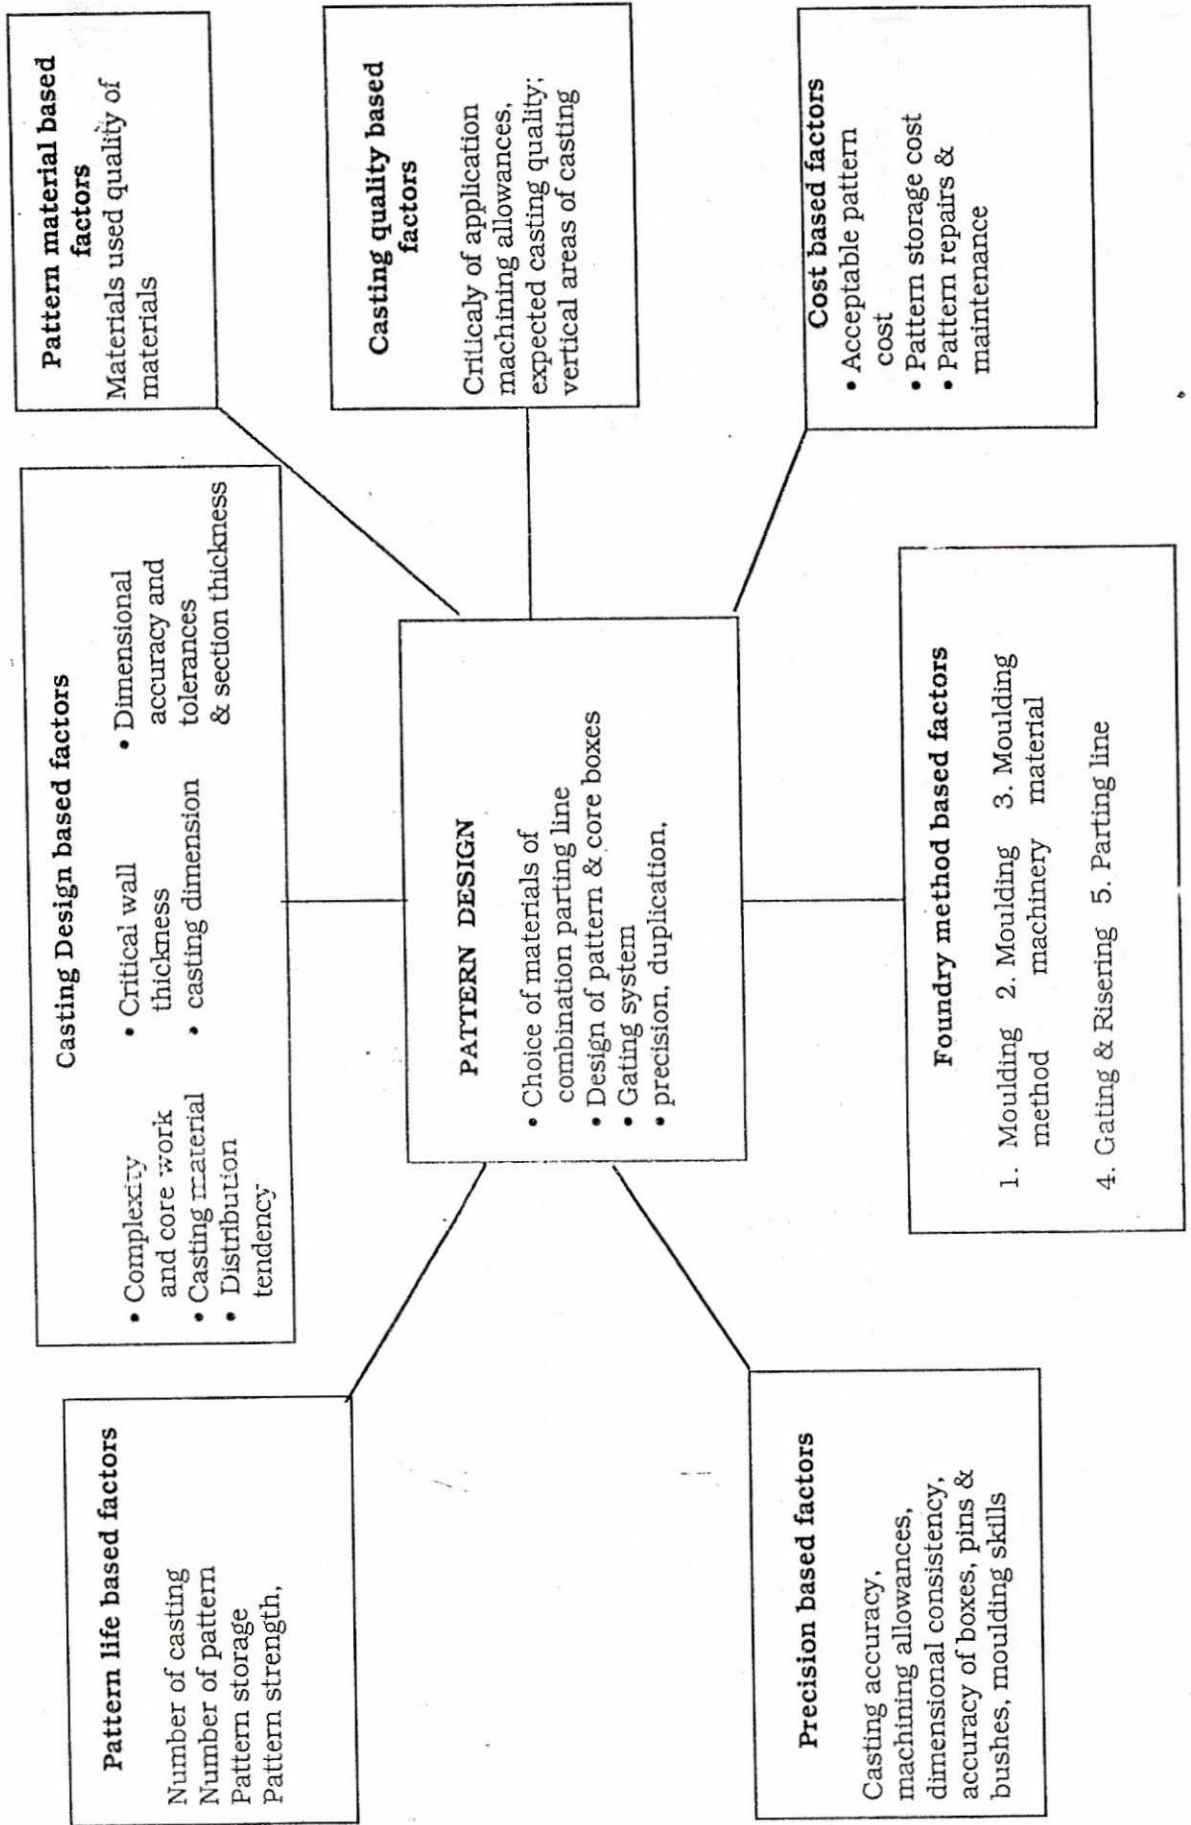 Pattern life based factors
Number of casting
Number of pattern
Pattern storage
Pattern strength,
Casting Design based factors
• Complexity
and core work
• Casting material
• Distribution
tendency
• Critical wall
thickness
• casting dimension
• Dimensional
accuracy and
tolerances
& section thickness
Pattern material based
factors
Materials used quality of
materials
PATTERN DESIGN
• Choice of materials of
combination parting line
• Design of pattern & core boxes
• Gating system
• precision, duplication,
Casting quality based
factors
Criticaly of application
machining allowances,
expected casting quality;
vertical areas of casting
Precision based factors
Casting accuracy,
machining allowances,
dimensional consistency,
accuracy of boxes, pins &
bushes, moulding skills
Foundry method based factors
1. Moulding 2. Moulding 3. Moulding
method machinery material
4. Gating & Risering 5. Parting line
Cost based factors
• Acceptable pattern
cost
• Pattern storage cost
• Pattern repairs &
maintenance